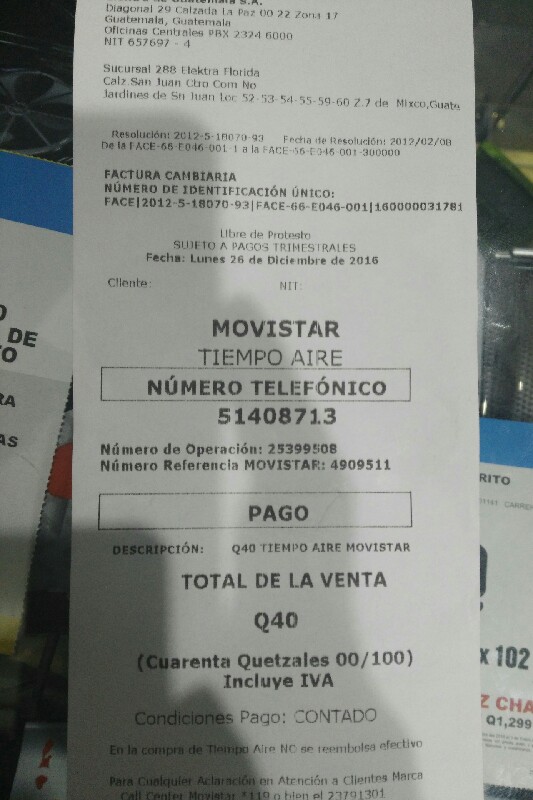 de Guatemala S.A.
Diagonal 29 Calzada La Paz 00 22 Zona 17
Guatemala, Guatemala
Oficinas Centrales PBX 2324 6000
NIT 657697 - 4
Sucursal 288 Elektra Florida
Calz San Juan Ctro Com No
Jardines de Sn Juan Loc 52-53-54-55-59-60 Z.7 de Mixco,Guate
Resolución: 2012-5-18070-93 Fecha de Resolución: 2012/02/08
De la FACE-66-E046-001-1 a la FACE-66-E046-001-300000
FACTURA CAMBIARIA
NÚMERO DE IDENTIFICACIÓN ÚNICO:
FACE|2012-5-18070-93|FACE-66-E046-001|160000031781
Libre de Protesto
SUJETO A PAGOS TRIMESTRALES
Fecha: Lunes 26 de Diciembre de 2016
Cliente: NIT:
MOVISTAR
TIEMPO AIRE
NÚMERO TELEFÓNICO
51408713
Número de Operación: 25399508
Número Referencia MOVISTAR: 4909511
PAGO
DESCRIPCIÓN: Q40 TIEMPO AIRE MOVISTAR
TOTAL DE LA VENTA
Q40
(Cuarenta Quetzales 00/100)
Incluye IVA
Condiciones Pago: CONTADO
En la compra de Tiempo Aire NO se reembolsa efectivo
Para Cualquier Aclaración en Atención a Clientes Marca
Call Center Movistar *119 o bien el 23791301
DE
TO
RA
AS
RITO
x 102
Z CHA
Q1,299